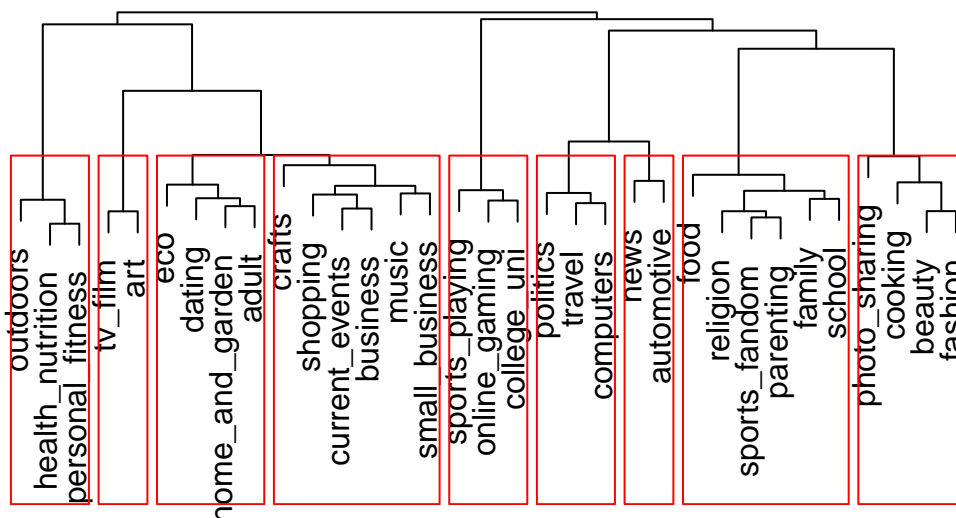 outdoors
health_nutrition
personal_fitness
tv_film
art
eco
dating
home_and_garden
adult
crafts
shopping
current_events
business
music
small_business
sports_playing
online_gaming
college_uni
politics
travel
computers
news
automotive
food
religion
sports_fandom
parenting
family
school
photo_sharing
cooking
beauty
fashion